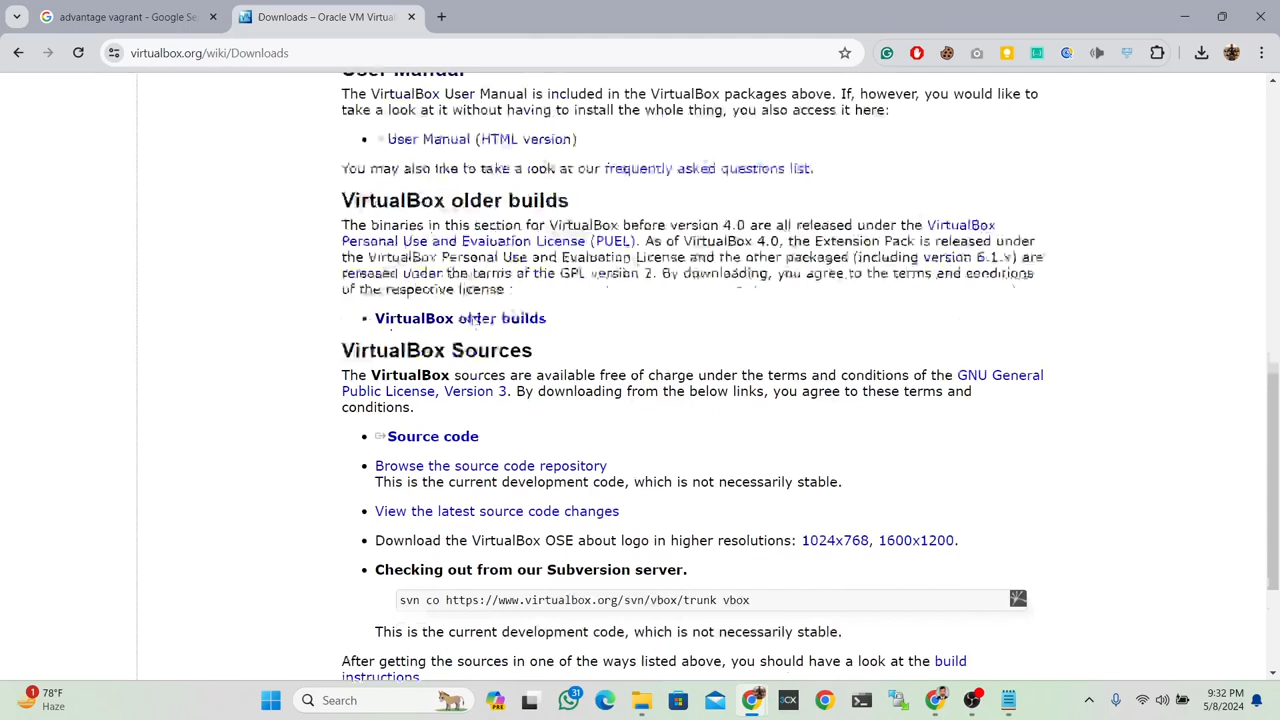 advantage vagrant - Google Se
Downloads – Oracle VM Virtua
virtualbox.org/wiki/Downloads
User Manual
The VirtualBox User Manual is included in the VirtualBox packages above. If, however, you would like to
take a look at it without having to install the whole thing, you also access it here:
User Manual (HTML version)
You may also like to take a look at our frequently asked questions list.
VirtualBox older builds
The binaries in this section for VirtualBox before version 4.0 are all released under the VirtualBox
Personal Use and Evaluation License (PUEL). As of VirtualBox 4.0, the Extension Pack is released under
the VirtualBox Personal Use and Evaluation License and the other packages (including version 6.1.x) are
released under the terms of the GPL version 2. By downloading, you agree to the terms and conditions
of the respective license
VirtualBox older builds
VirtualBox Sources
The VirtualBox sources are available free of charge under the terms and conditions of the GNU General
Public License, Version 3. By downloading from the below links, you agree to these terms and
conditions.
Source code
Browse the source code repository
This is the current development code, which is not necessarily stable.
View the latest source code changes
Download the VirtualBox OSE about logo in higher resolutions: 1024x768, 1600x1200.
Checking out from our Subversion server.
svn co https://www.virtualbox.org/svn/vbox/trunk vbox
This is the current development code, which is not necessarily stable.
After getting the sources in one of the ways listed above, you should have a look at the build
instructions.
1
78°F
Haze
Search
PRE
31
9:32 PM
5/8/2024